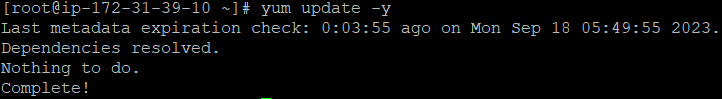 [root@ip-172-31-39-10 ~]# yum update -y
Last metadata expiration check: 0:03:55 ago on Mon Sep 18 05:49:55 2023.
Dependencies resolved.
Nothing to do.
Complete!